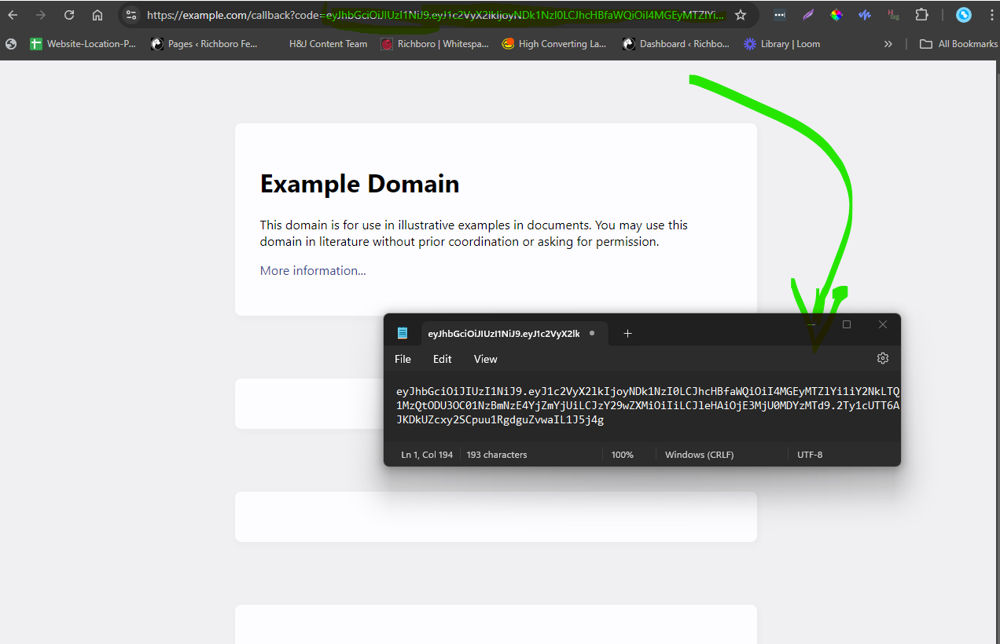 https://example.com/callback?code=eyJhbGciOiJIUzI1NiJ9.eyJ1c2VyX2lkIjoyNDk1NzI0LCJhcHBfaWQiOiI4MGEyMTZlYi...
Website-Location-P... Pages ‹ Richboro Fe... H&J Content Team Richboro | Whitespa... High Converting La... Dashboard ‹ Richbo... Library | Loom » All Bookmarks
Example Domain
This domain is for use in illustrative examples in documents. You may use this
domain in literature without prior coordination or asking for permission.
More information...
eyJhbGciOiJIUzI1NiJ9.eyJ1c2VyX2lk
File Edit View
eyJhbGciOiJIUzI1NiJ9.eyJ1c2VyX2lkIjoyNDk1NzI0LCJhcHBfaWQiOiI4MGEyMTZlYi1iY2NkLTQ
1MzQtODU3OC01NzBmNzE4YjZmYjUiLCJzY29wZXMiOiIiLCJleHAiOjE3MjU0MDYzMTd9.2Ty1cUTT6A
JKDkUZcxy2SCpuu1RgdguZvwaIL1J5j4g
Ln 1, Col 194 193 characters 100% Windows (CRLF) UTF-8